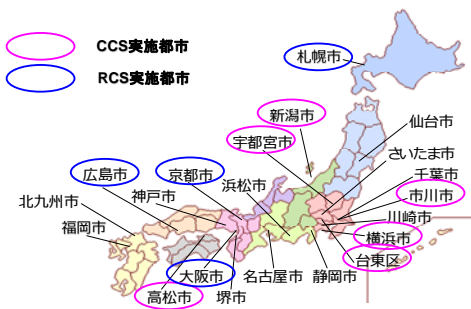 CCS実施都市
RCS実施都市
札幌市
新潟市
仙台市
宇都宮市
さいたま市
広島市
京都市
千葉市
浜松市
市川市
神戸市
北九州市
川崎市
福岡市
横浜市
台東区
大阪市
名古屋市
静岡市
高松市
堺市